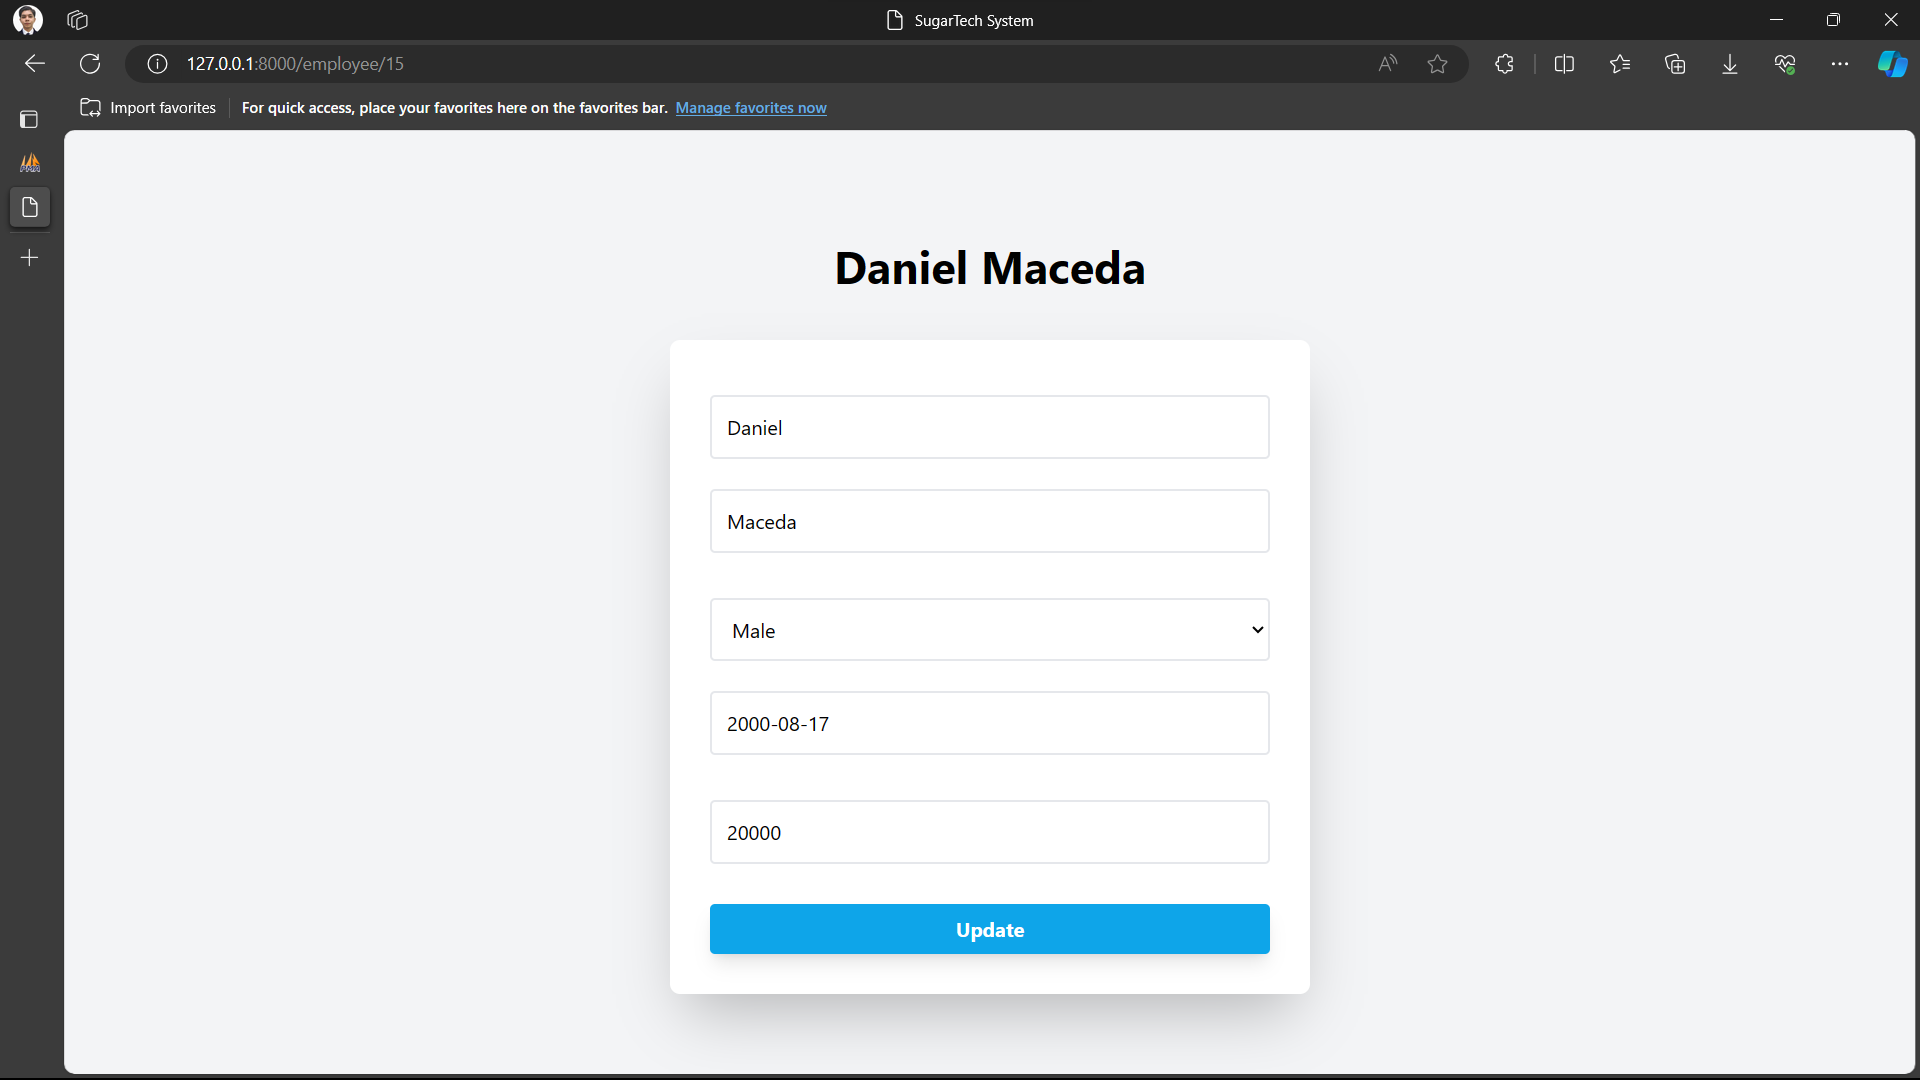 SugarTech System
127.0.0.1:8000/employee/15
Import favorites
For quick access, place your favorites here on the favorites bar. Manage favorites now
PMA
Daniel Maceda
Daniel
Maceda
Male
2000-08-17
20000
Update